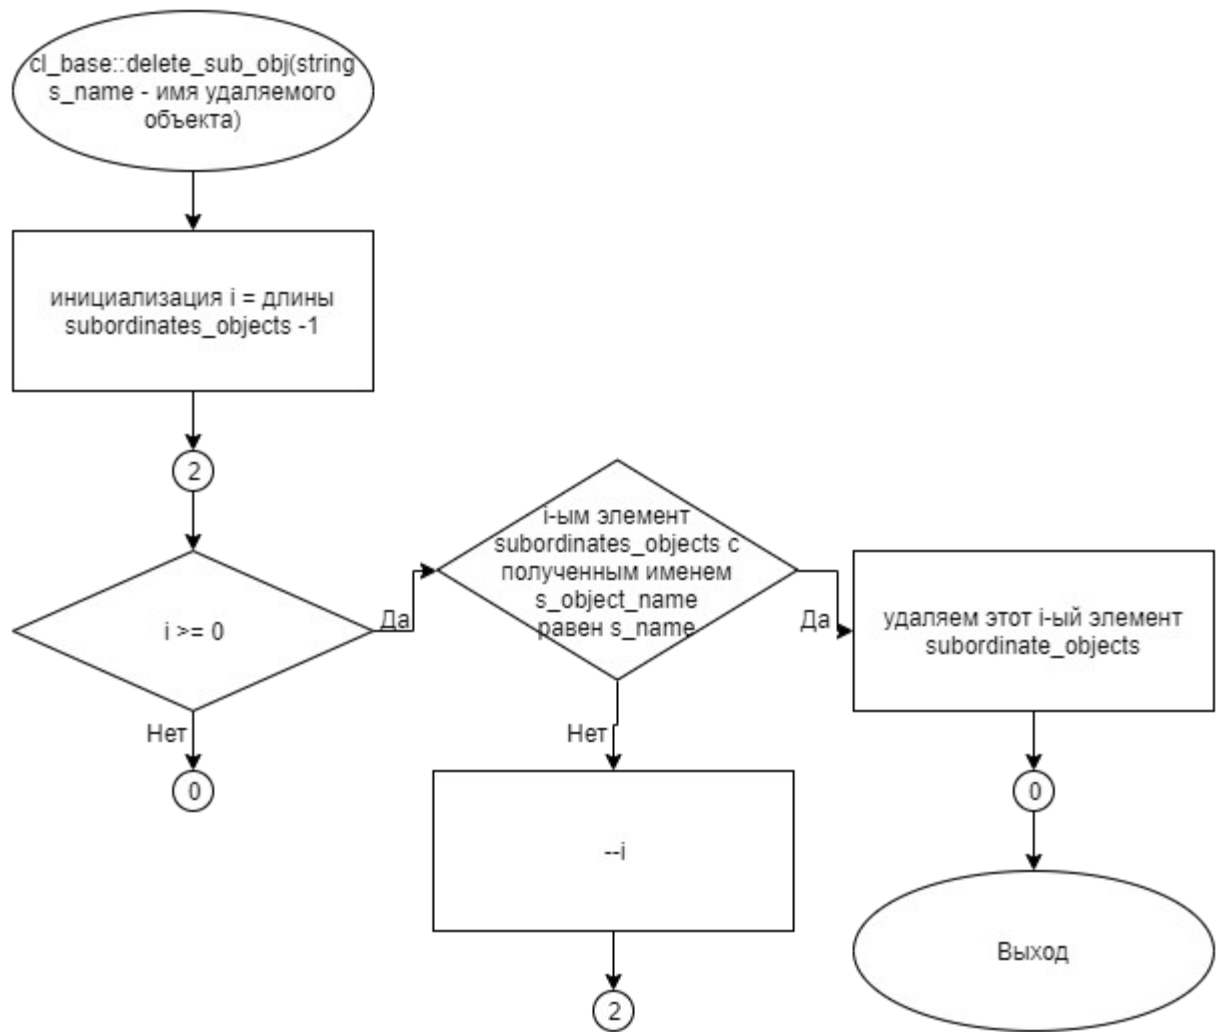 cl_base::delete_sub_obj(string
s_name - имя удаляемого
объекта)
инициализация i = длины
subordinates_objects -1
2
i >= 0
Да
Нет
0
i-ым элемент
subordinates_objects с
полученным именем
s_object_name
равен s_name
Да
Нет
--i
2
удаляем этот i-ый элемент
subordinate_objects
0
Выход